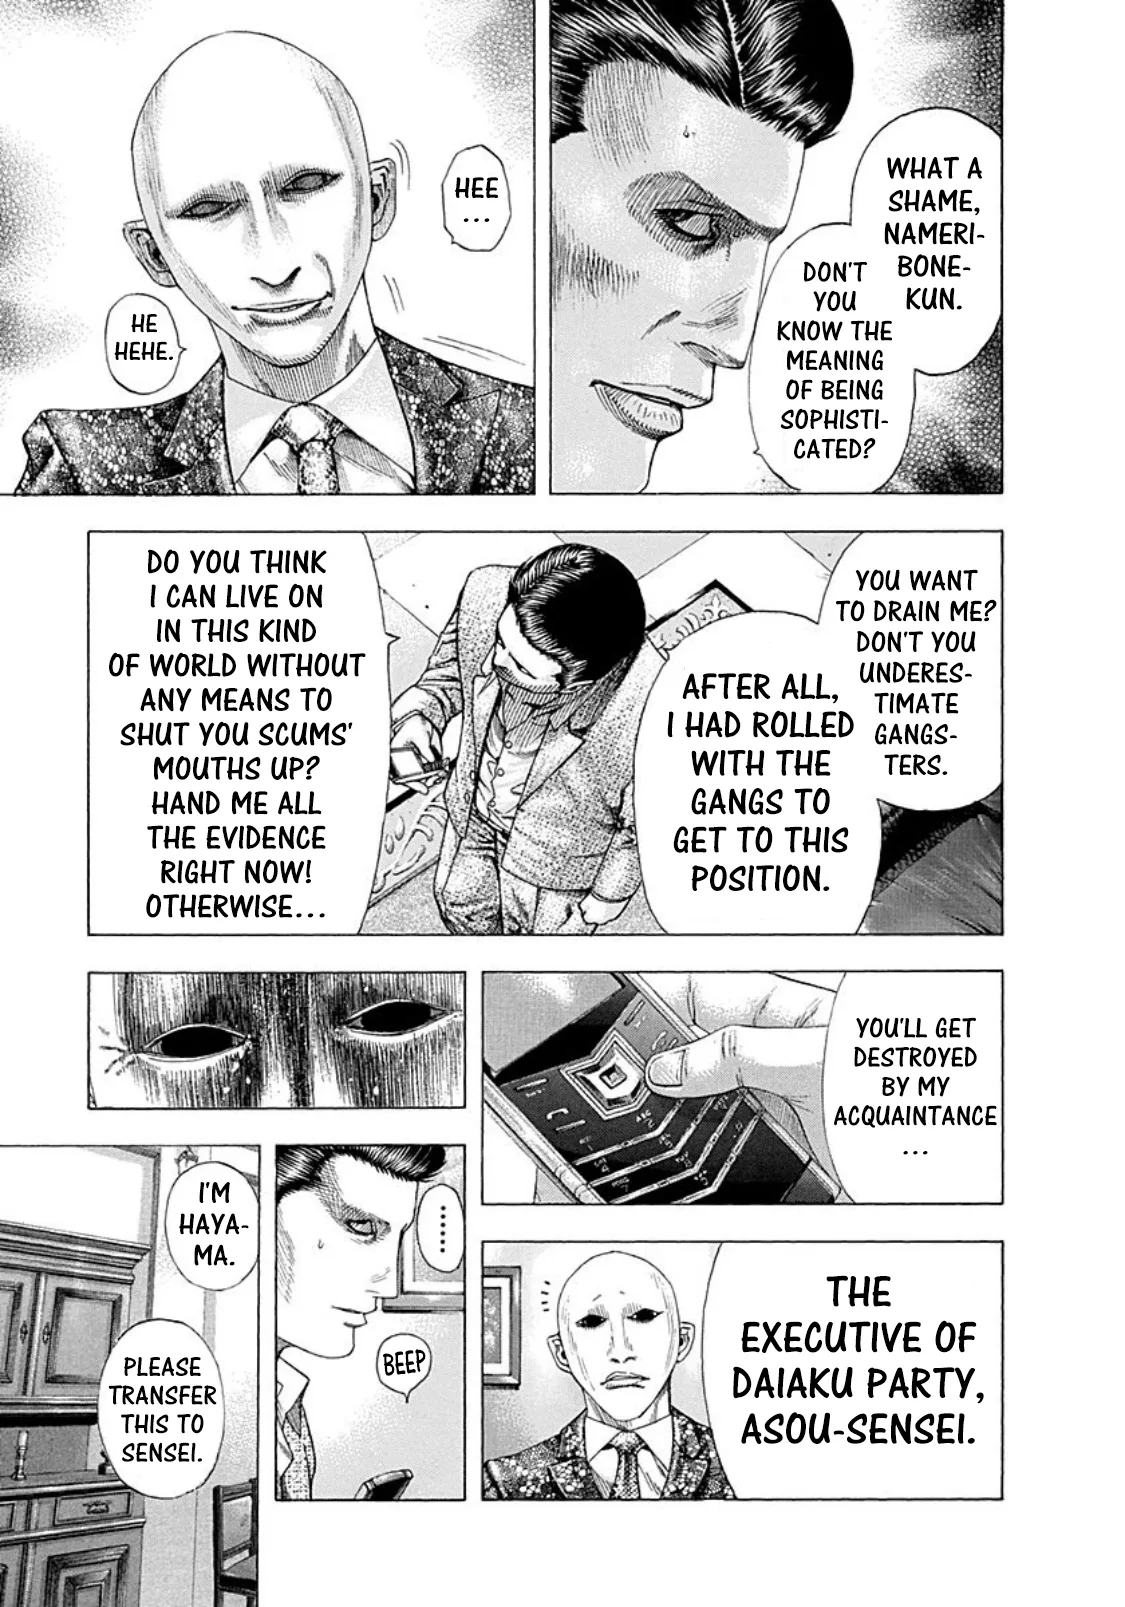 WHAT A
SHAME,
NAMERI-
BONE-
KUN.
DON'T
YOU
KNOW THE
MEANING
OF BEING
SOPHISTI-
CATED?
HEE
...
HE
HEHE.
YOU WANT
TO DRAIN ME?
DON'T YOU
UNDERES-
TIMATE
GANGS-
TERS.
AFTER ALL,
I HAD ROLLED
WITH THE
GANGS TO
GET TO THIS
POSITION.
DO YOU THINK
I CAN LIVE ON
IN THIS KIND
OF WORLD WITHOUT
ANY MEANS TO
SHUT YOU SCUMS'
MOUTHS UP?
HAND ME ALL
THE EVIDENCE
RIGHT NOW!
OTHERWISE...
YOU'LL GET
DESTROYED
BY MY
ACQUAINTANCE
...
THE
EXECUTIVE OF
DAIAKU PARTY,
ASOU-SENSEI.
......
BEEP
I'M
HAYA-
MA.
PLEASE
TRANSFER
THIS TO
SENSEI.